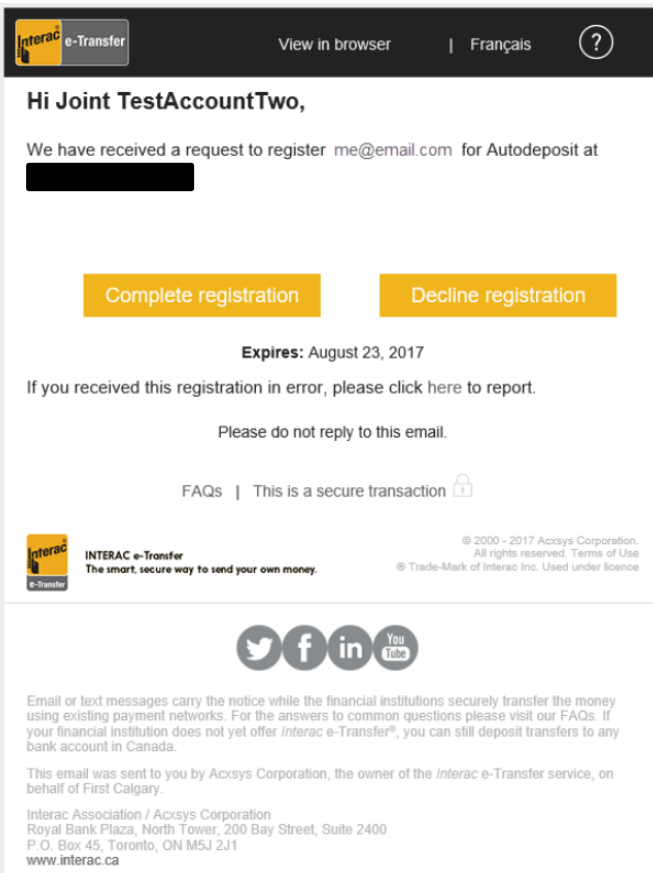 Interac e-Transfer View in browser | Français ?
Hi Joint TestAccountTwo,
We have received a request to register me@email.com for Autodeposit at
Complete registration Decline registration
Expires: August 23, 2017
If you received this registration in error, please click here to report.
Please do not reply to this email.
FAQs | This is a secure transaction
Interac
e-Transfer
INTERAC e-Transfer
The smart, secure way to send your own money.
© 2000 - 2017 Acxsys Corporation.
All rights reserved. Terms of Use
® Trade-Mark of Interac Inc. Used under licence
You
Tube
Email or text messages carry the notice while the financial institutions securely transfer the money
using existing payment networks. For the answers to common questions please visit our FAQs. If
your financial institution does not yet offer Interac e-Transfer®, you can still deposit transfers to any
bank account in Canada.
This email was sent to you by Acxsys Corporation, the owner of the Interac e-Transfer service, on
behalf of First Calgary.
Interac Association / Acxsys Corporation
Royal Bank Plaza, North Tower, 200 Bay Street, Suite 2400
P.O. Box 45, Toronto, ON M5J 2J1
www.interac.ca